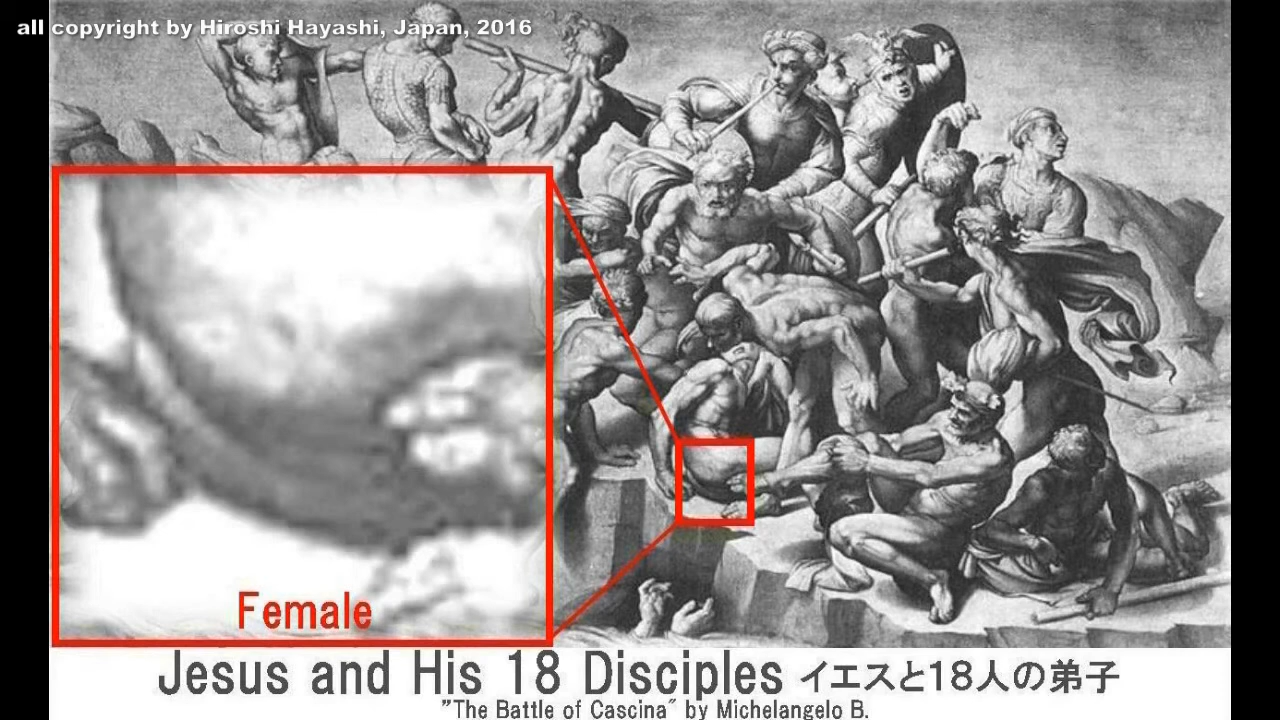 all copyright by Hiroshi Hayashi, Japan, 2016
Female
Jesus and His 18 Disciples イエスと18人の弟子
"The Battle of Cascina" by Michelangelo B.